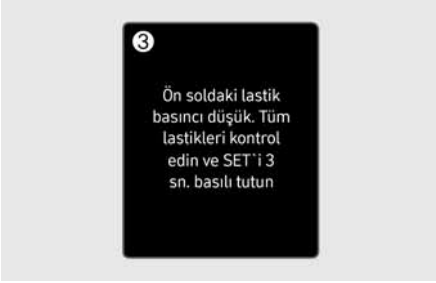 3
Ön soldaki lastik
basıncı düşük. Tüm
lastikleri kontrol
edin ve SET`i 3
sn. basılı tutun